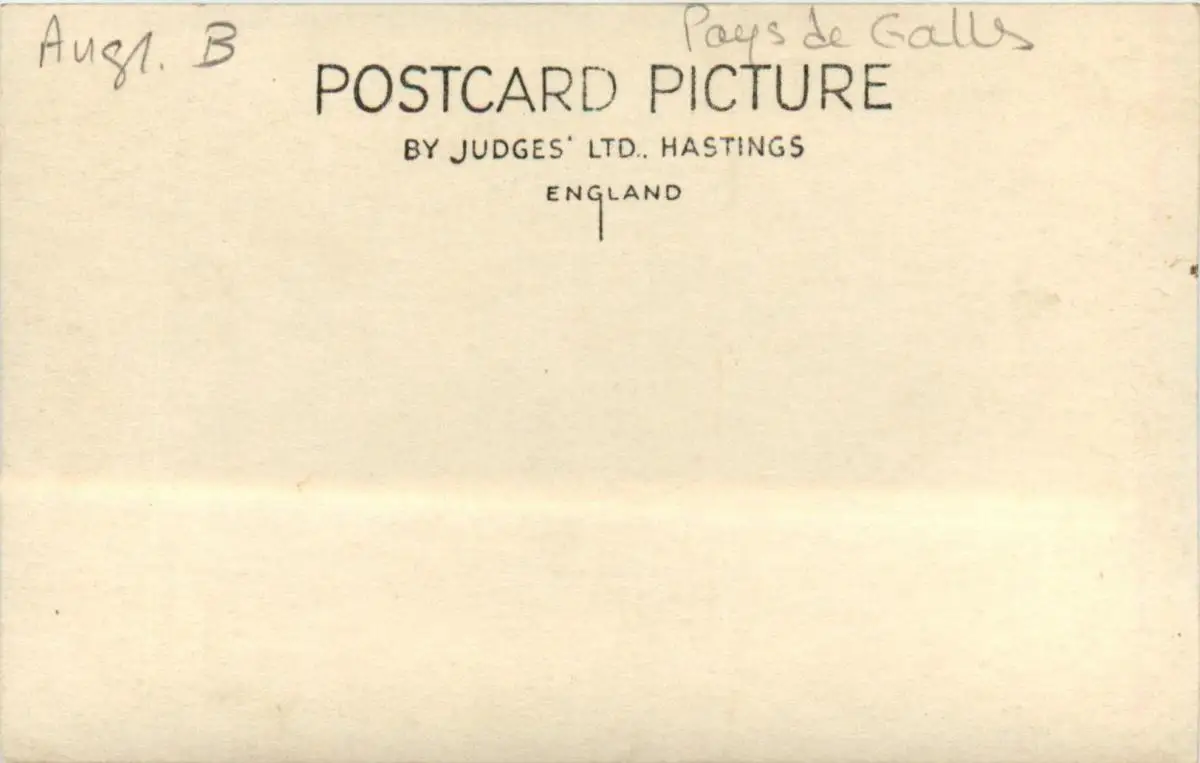 Angl. B
Pays de Galles
POSTCARD PICTURE
BY JUDGES' LTD., HASTINGS
ENGLAND